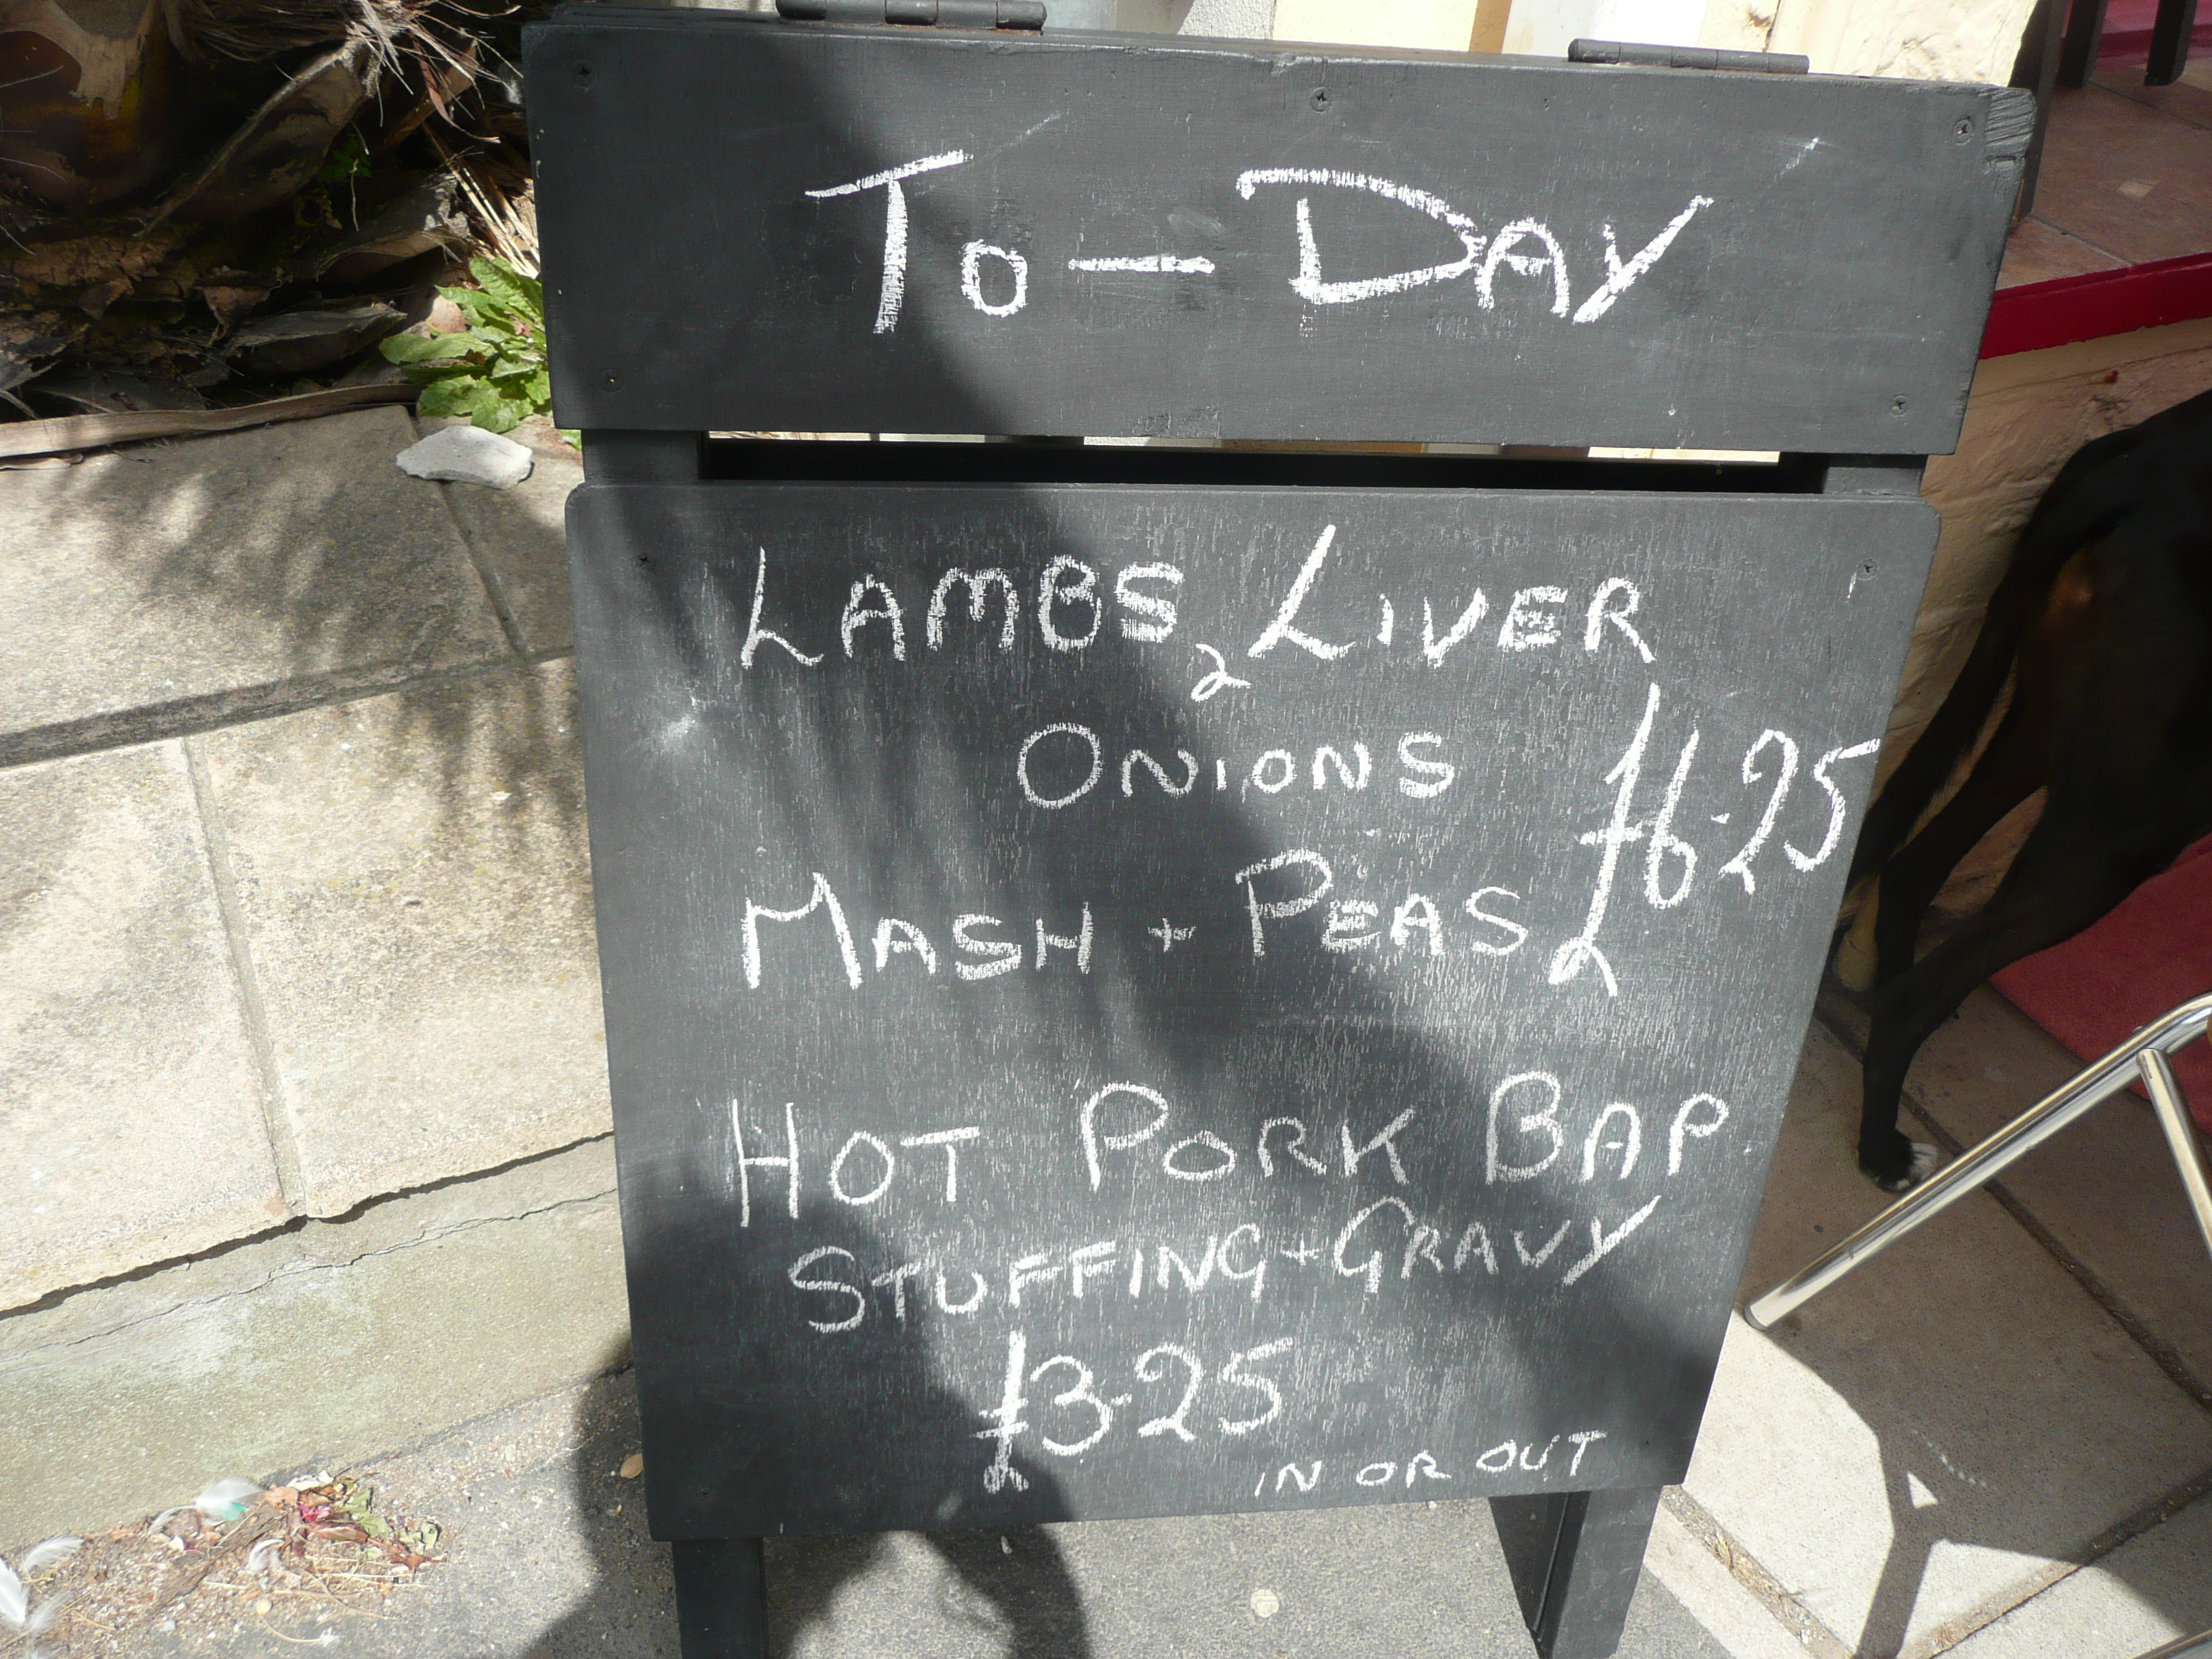 To-Day
Lambs Liver
Onions
£6.25
Mash + Peas
Hot Pork Bap
Stuffing + Gravy
£3.25
in or out